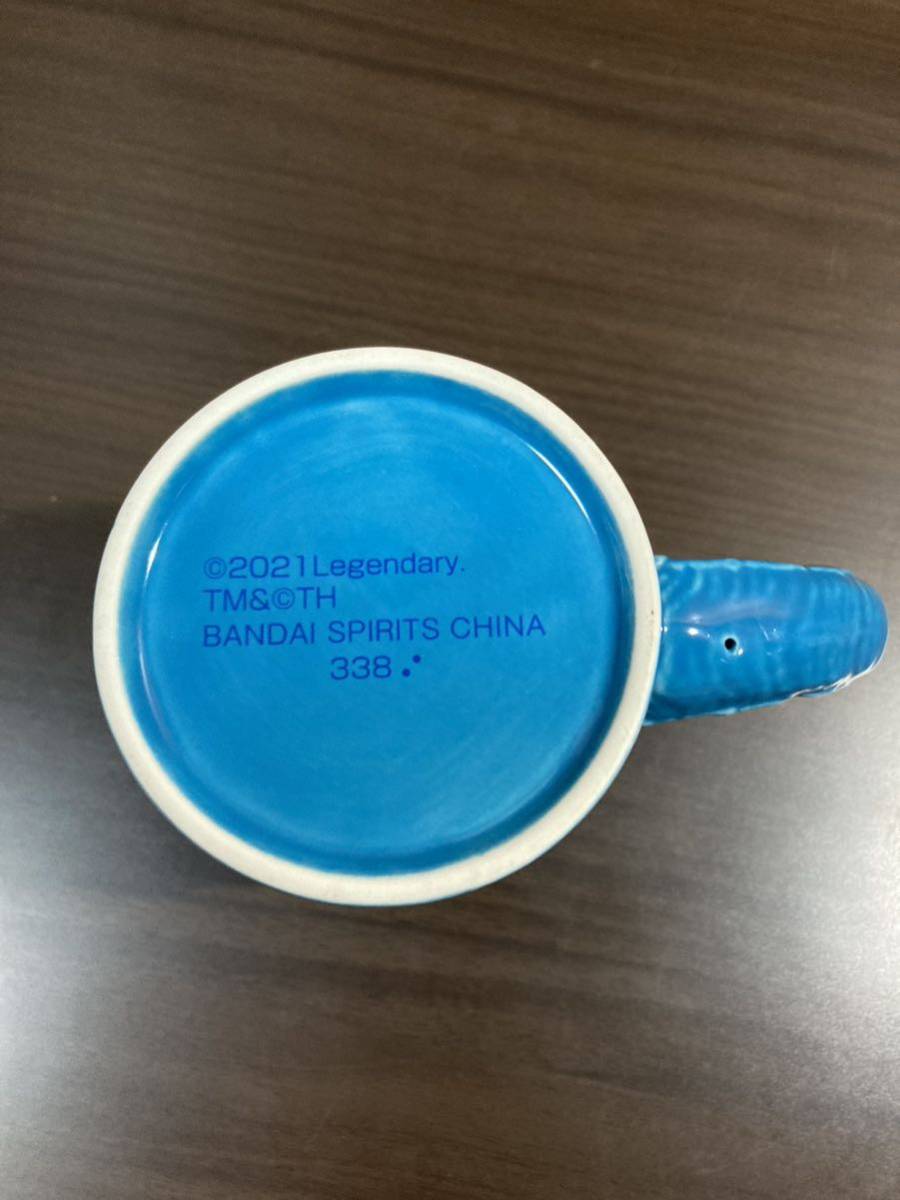 ©2021Legendary.
TM&©TH
BANDAI SPIRITS CHINA
338